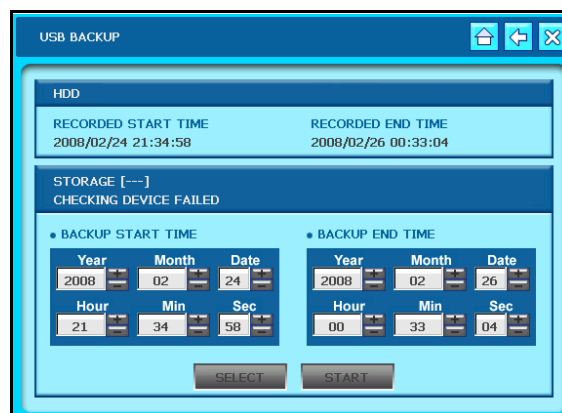 USB BACKUP
HDD
RECORDED START TIME RECORDED END TIME
2008/02/24 21:34:58 2008/02/26 00:33:04
STORAGE [---]
CHECKING DEVICE FAILED
• BACKUP START TIME • BACKUP END TIME
Year Month Date Year Month Date
2008 02 24 2008 02 26
Hour Min Sec Hour Min Sec
21 34 58 00 33 04
SELECT START